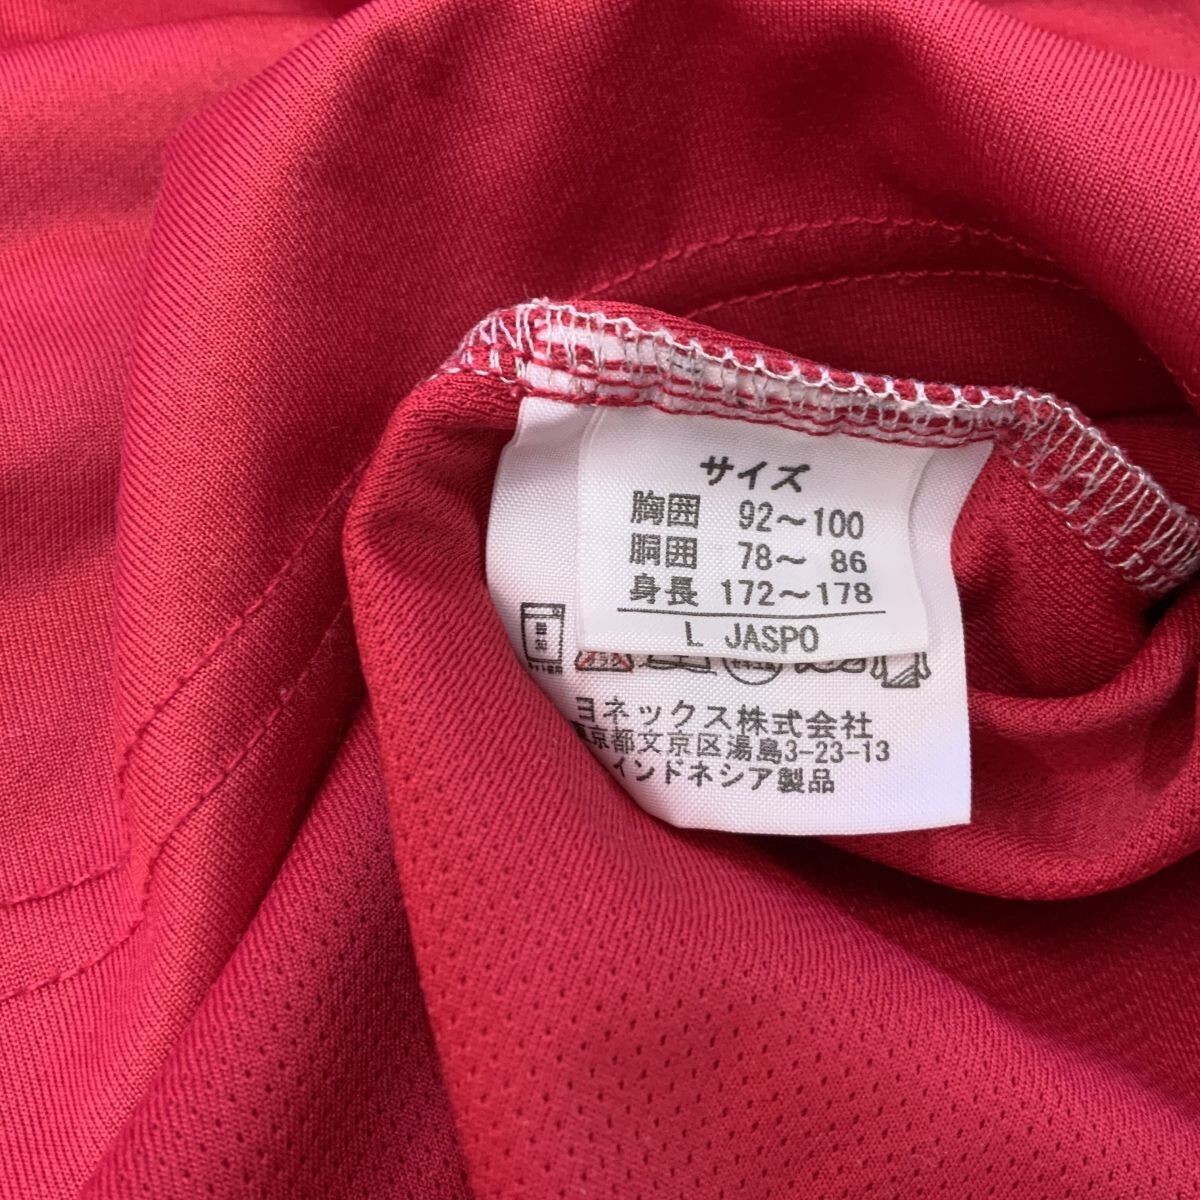 サイズ
胸囲 92～100
胴囲 78～ 86
身長 172～178
L JASPO
ヨネックス株式会社
東京都文京区湯島3-23-13
インドネシア製品